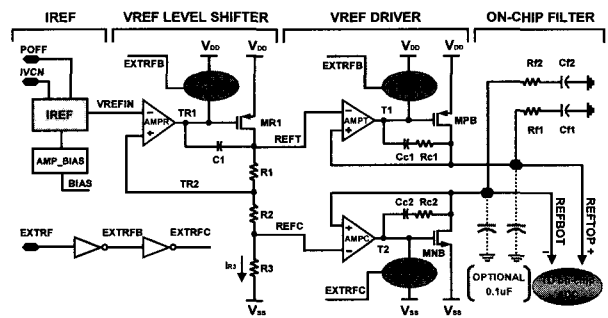 IREF
VREF LEVEL SHIFTER
VREF DRIVER
ON-CHIP FILTER
POFF
IVCN
IREF
VREFIN
AMP_BIAS
BIAS
EXTRF
EXTRFB
EXTRFC
EXTRFB
VDD
VDD
AMPR
TR1
MR1
C1
REFT
R1
TR2
R2
REFC
IR3
R3
VSS
EXTRFB
VDD
VDD
AMPT
T1
MPB
Cc1
Rc1
Cc2
Rc2
AMPC
T2
MNB
EXTRFC
VSS
VSS
Rf2
Cf2
Rf1
Cf1
REFBOT
REFTOP
−
+
OPTIONAL
0.1uF